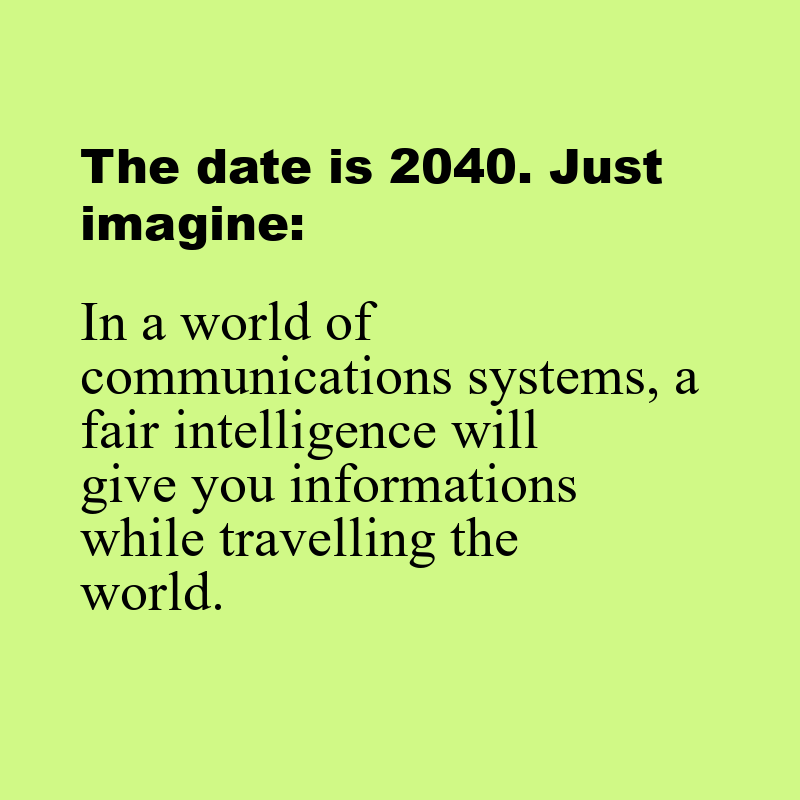 The date is 2040. Just
imagine:
In a world of
communications systems, a
fair intelligence will
give you informations
while travelling the
world.